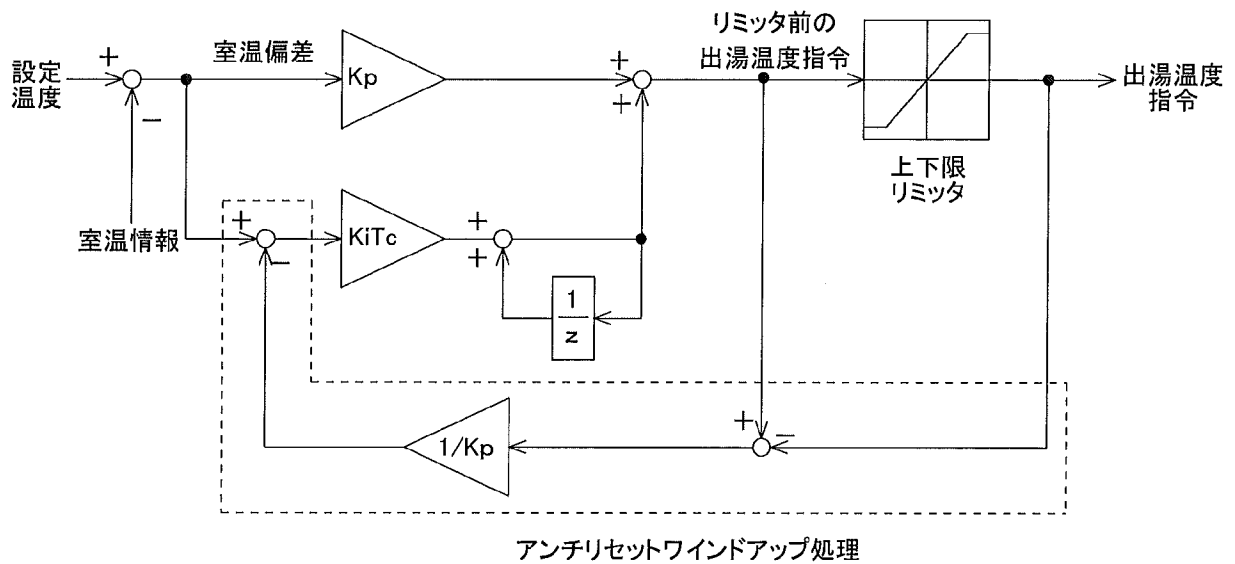 設定
温度
+
−
室温情報
室温偏差
Kp
+
+
リミッタ前の
出湯温度指令
上下限
リミッタ
出湯温度
指令
+
−
KiTc
+
+
1
z
1/Kp
+
−
アンチリセットワインドアップ処理